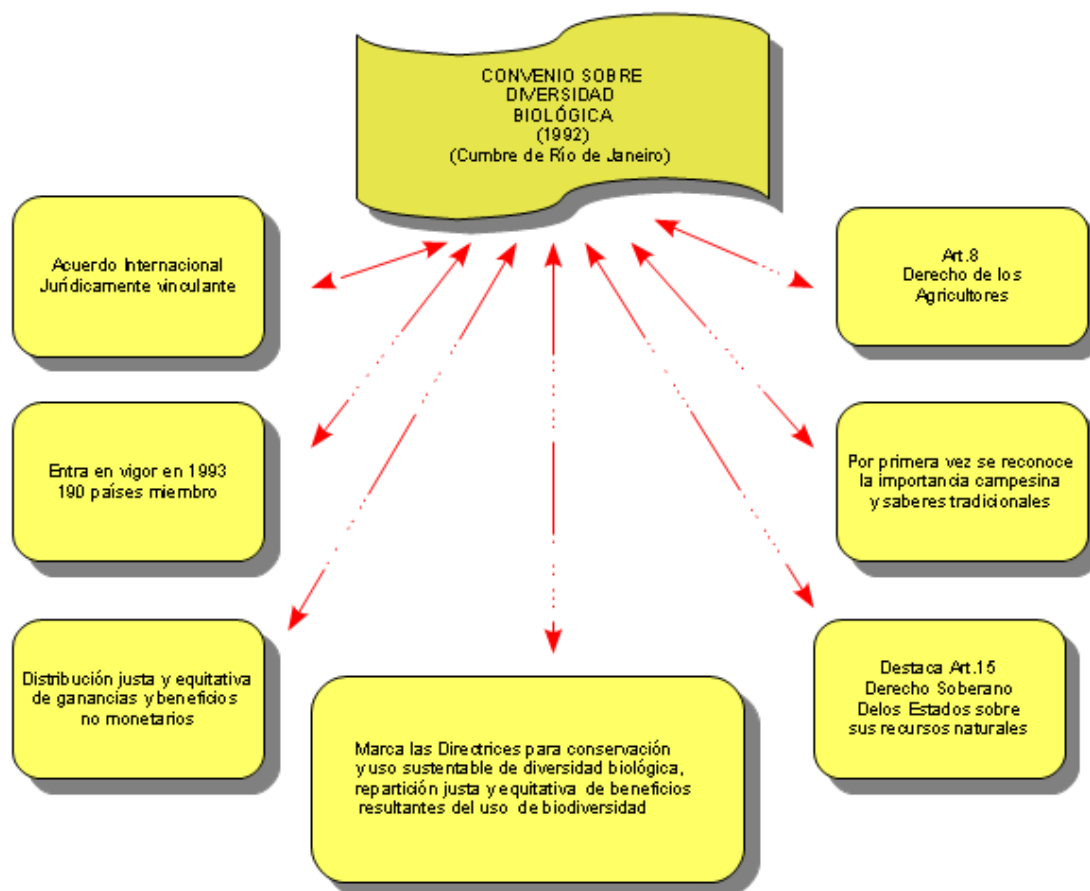 CONVENIO SOBRE
DIVERSIDAD
BIOLÓGICA
(1992)
(Cumbre de Río de Janeiro)
Acuerdo Internacional
Jurídicamente vinculante
Art.8
Derecho de los
Agricultores
Entra en vigor en 1993
190 países miembro
Por primera vez se reconoce
la importancia campesina
y saberes tradicionales
Distribución justa y equitativa
de ganancias y beneficios
no monetarios
Marca las Directrices para conservación
y uso sustentable de diversidad biológica,
repartición justa y equitativa de beneficios
resultantes del uso de biodiversidad
Destaca Art.15
Derecho Soberano
Delos Estados sobre
sus recursos naturales